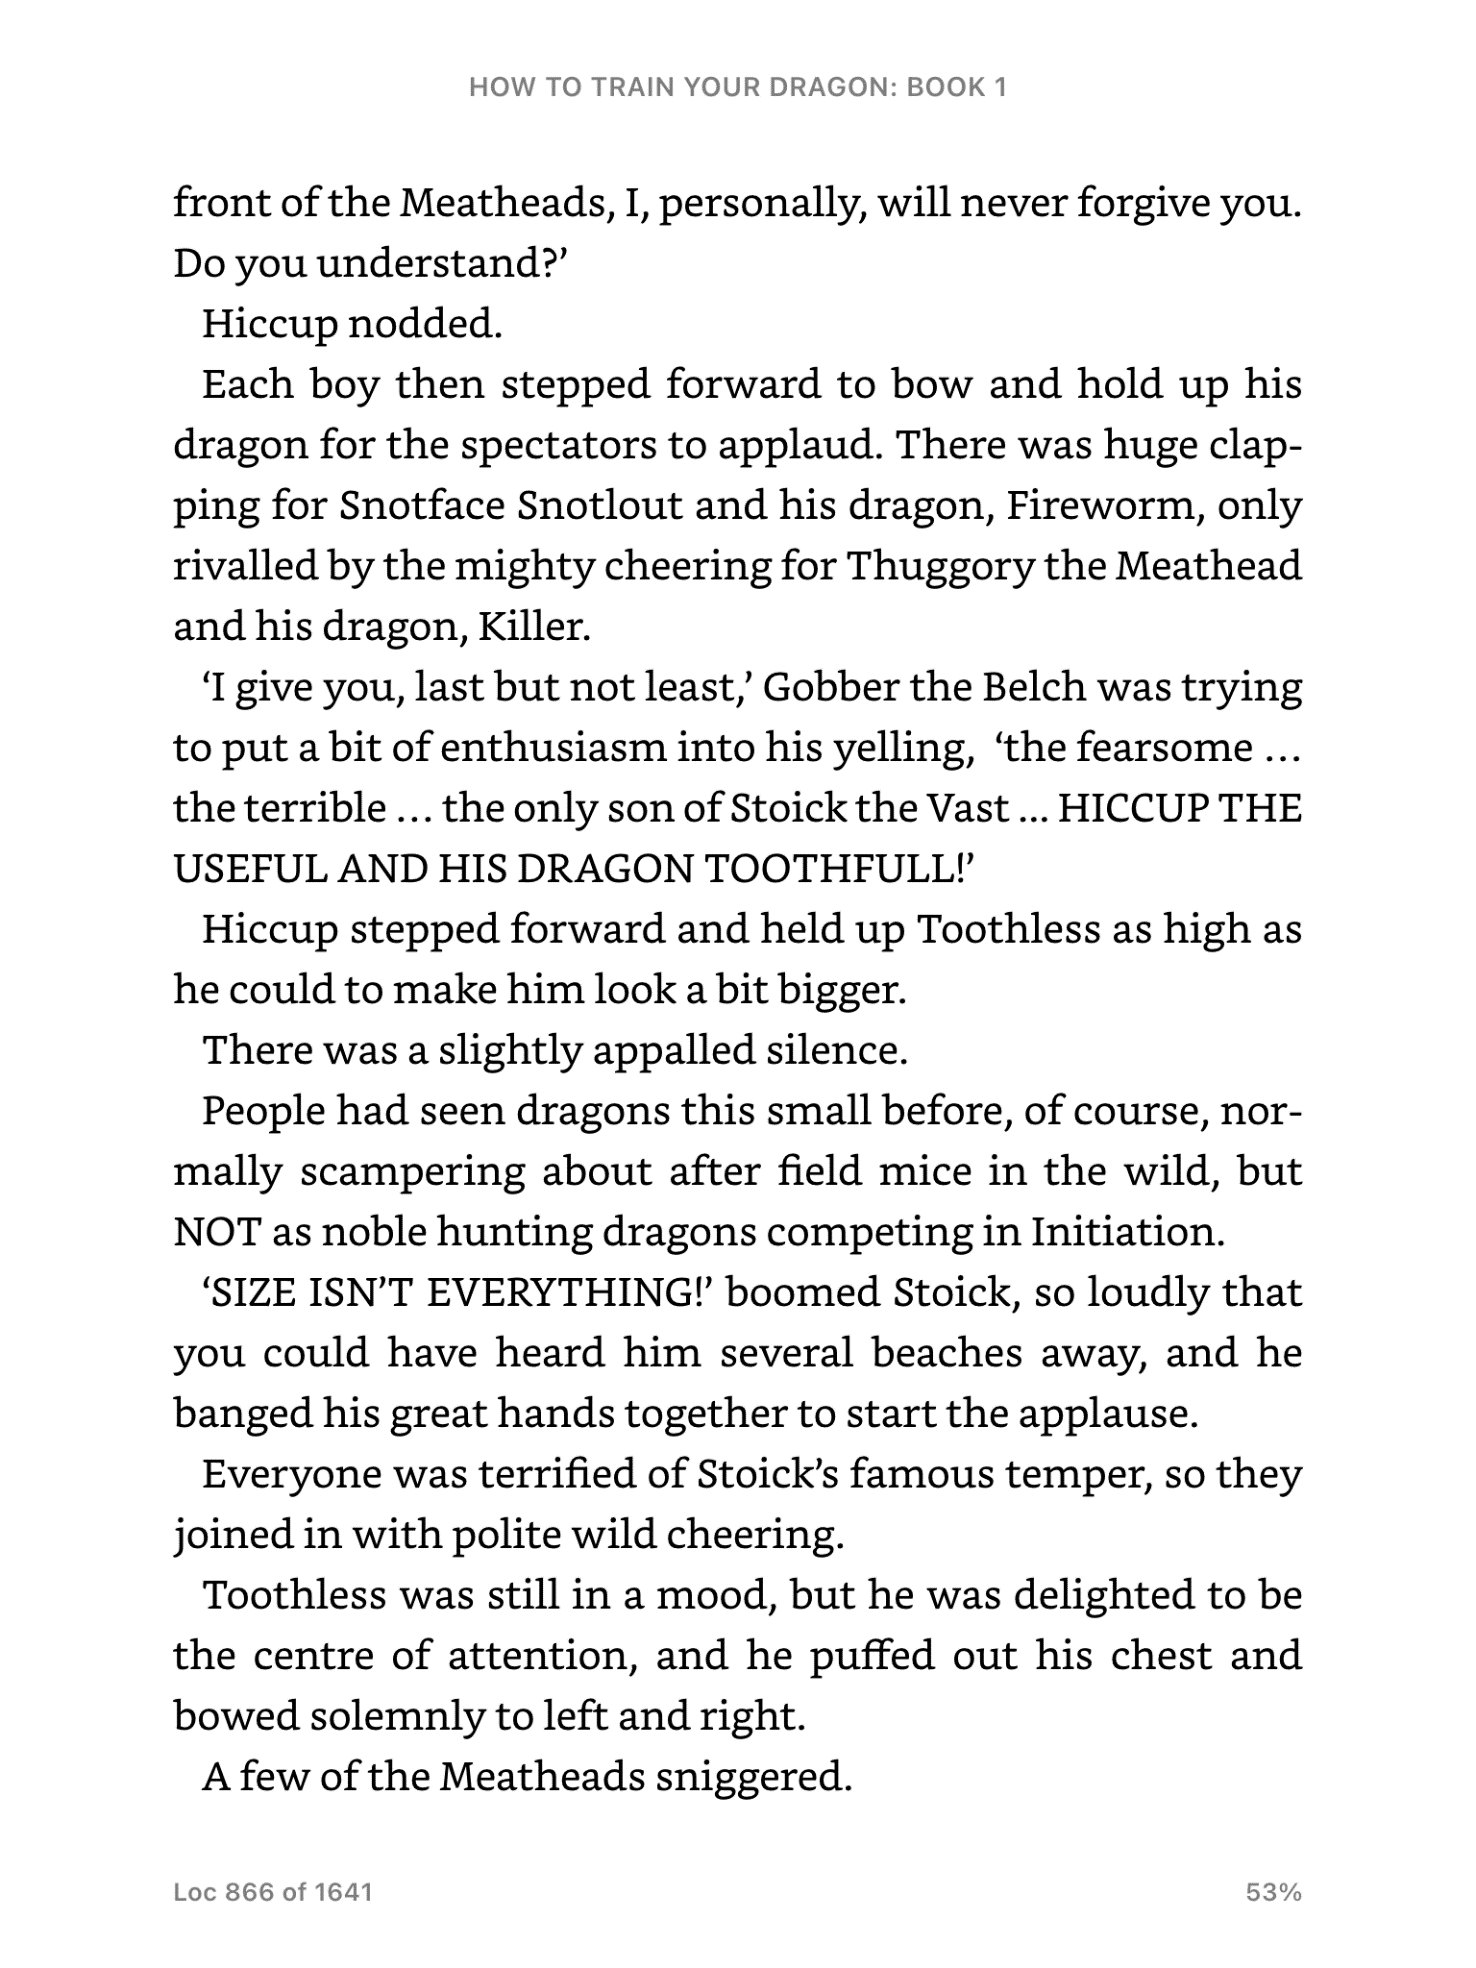 HOW TO TRAIN YOUR DRAGON: BOOK 1
front of the Meatheads, I, personally, will never forgive you.
Do you understand?’
Hiccup nodded.
Each boy then stepped forward to bow and hold up his
dragon for the spectators to applaud. There was huge clap-
ping for Snotface Snotlout and his dragon, Fireworm, only
rivalled by the mighty cheering for Thuggory the Meathead
and his dragon, Killer.
‘I give you, last but not least,’ Gobber the Belch was trying
to put a bit of enthusiasm into his yelling, ‘the fearsome …
the terrible … the only son of Stoick the Vast ... HICCUP THE
USEFUL AND HIS DRAGON TOOTHFULL!’
Hiccup stepped forward and held up Toothless as high as
he could to make him look a bit bigger.
There was a slightly appalled silence.
People had seen dragons this small before, of course, nor-
mally scampering about after field mice in the wild, but
NOT as noble hunting dragons competing in Initiation.
‘SIZE ISN’T EVERYTHING!’ boomed Stoick, so loudly that
you could have heard him several beaches away, and he
banged his great hands together to start the applause.
Everyone was terrified of Stoick’s famous temper, so they
joined in with polite wild cheering.
Toothless was still in a mood, but he was delighted to be
the centre of attention, and he puffed out his chest and
bowed solemnly to left and right.
A few of the Meatheads sniggered.
Loc 866 of 1641
53%